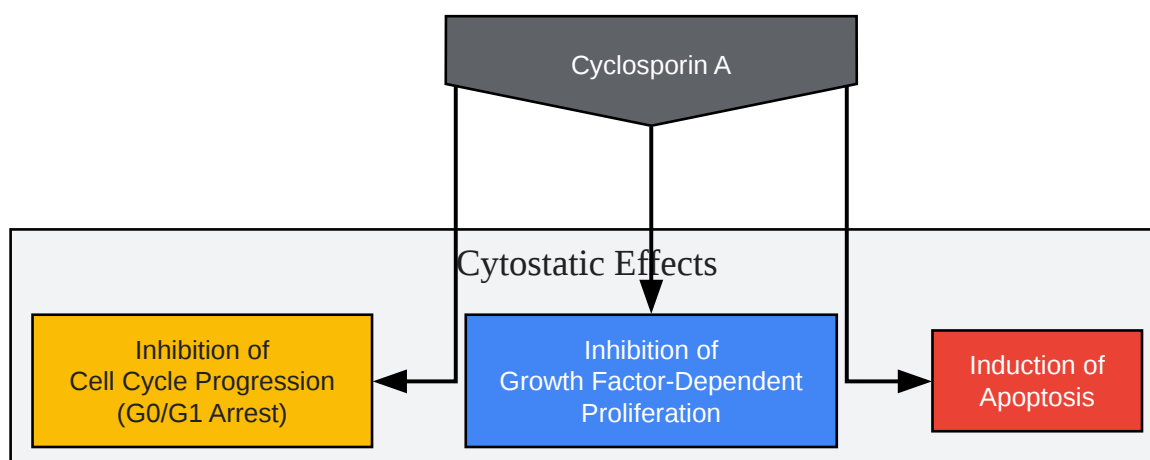 Cyclosporin A
Cytostatic Effects
Inhibition of
Cell Cycle Progression
(G0/G1 Arrest)
Inhibition of
Growth Factor-Dependent
Proliferation
Induction of
Apoptosis